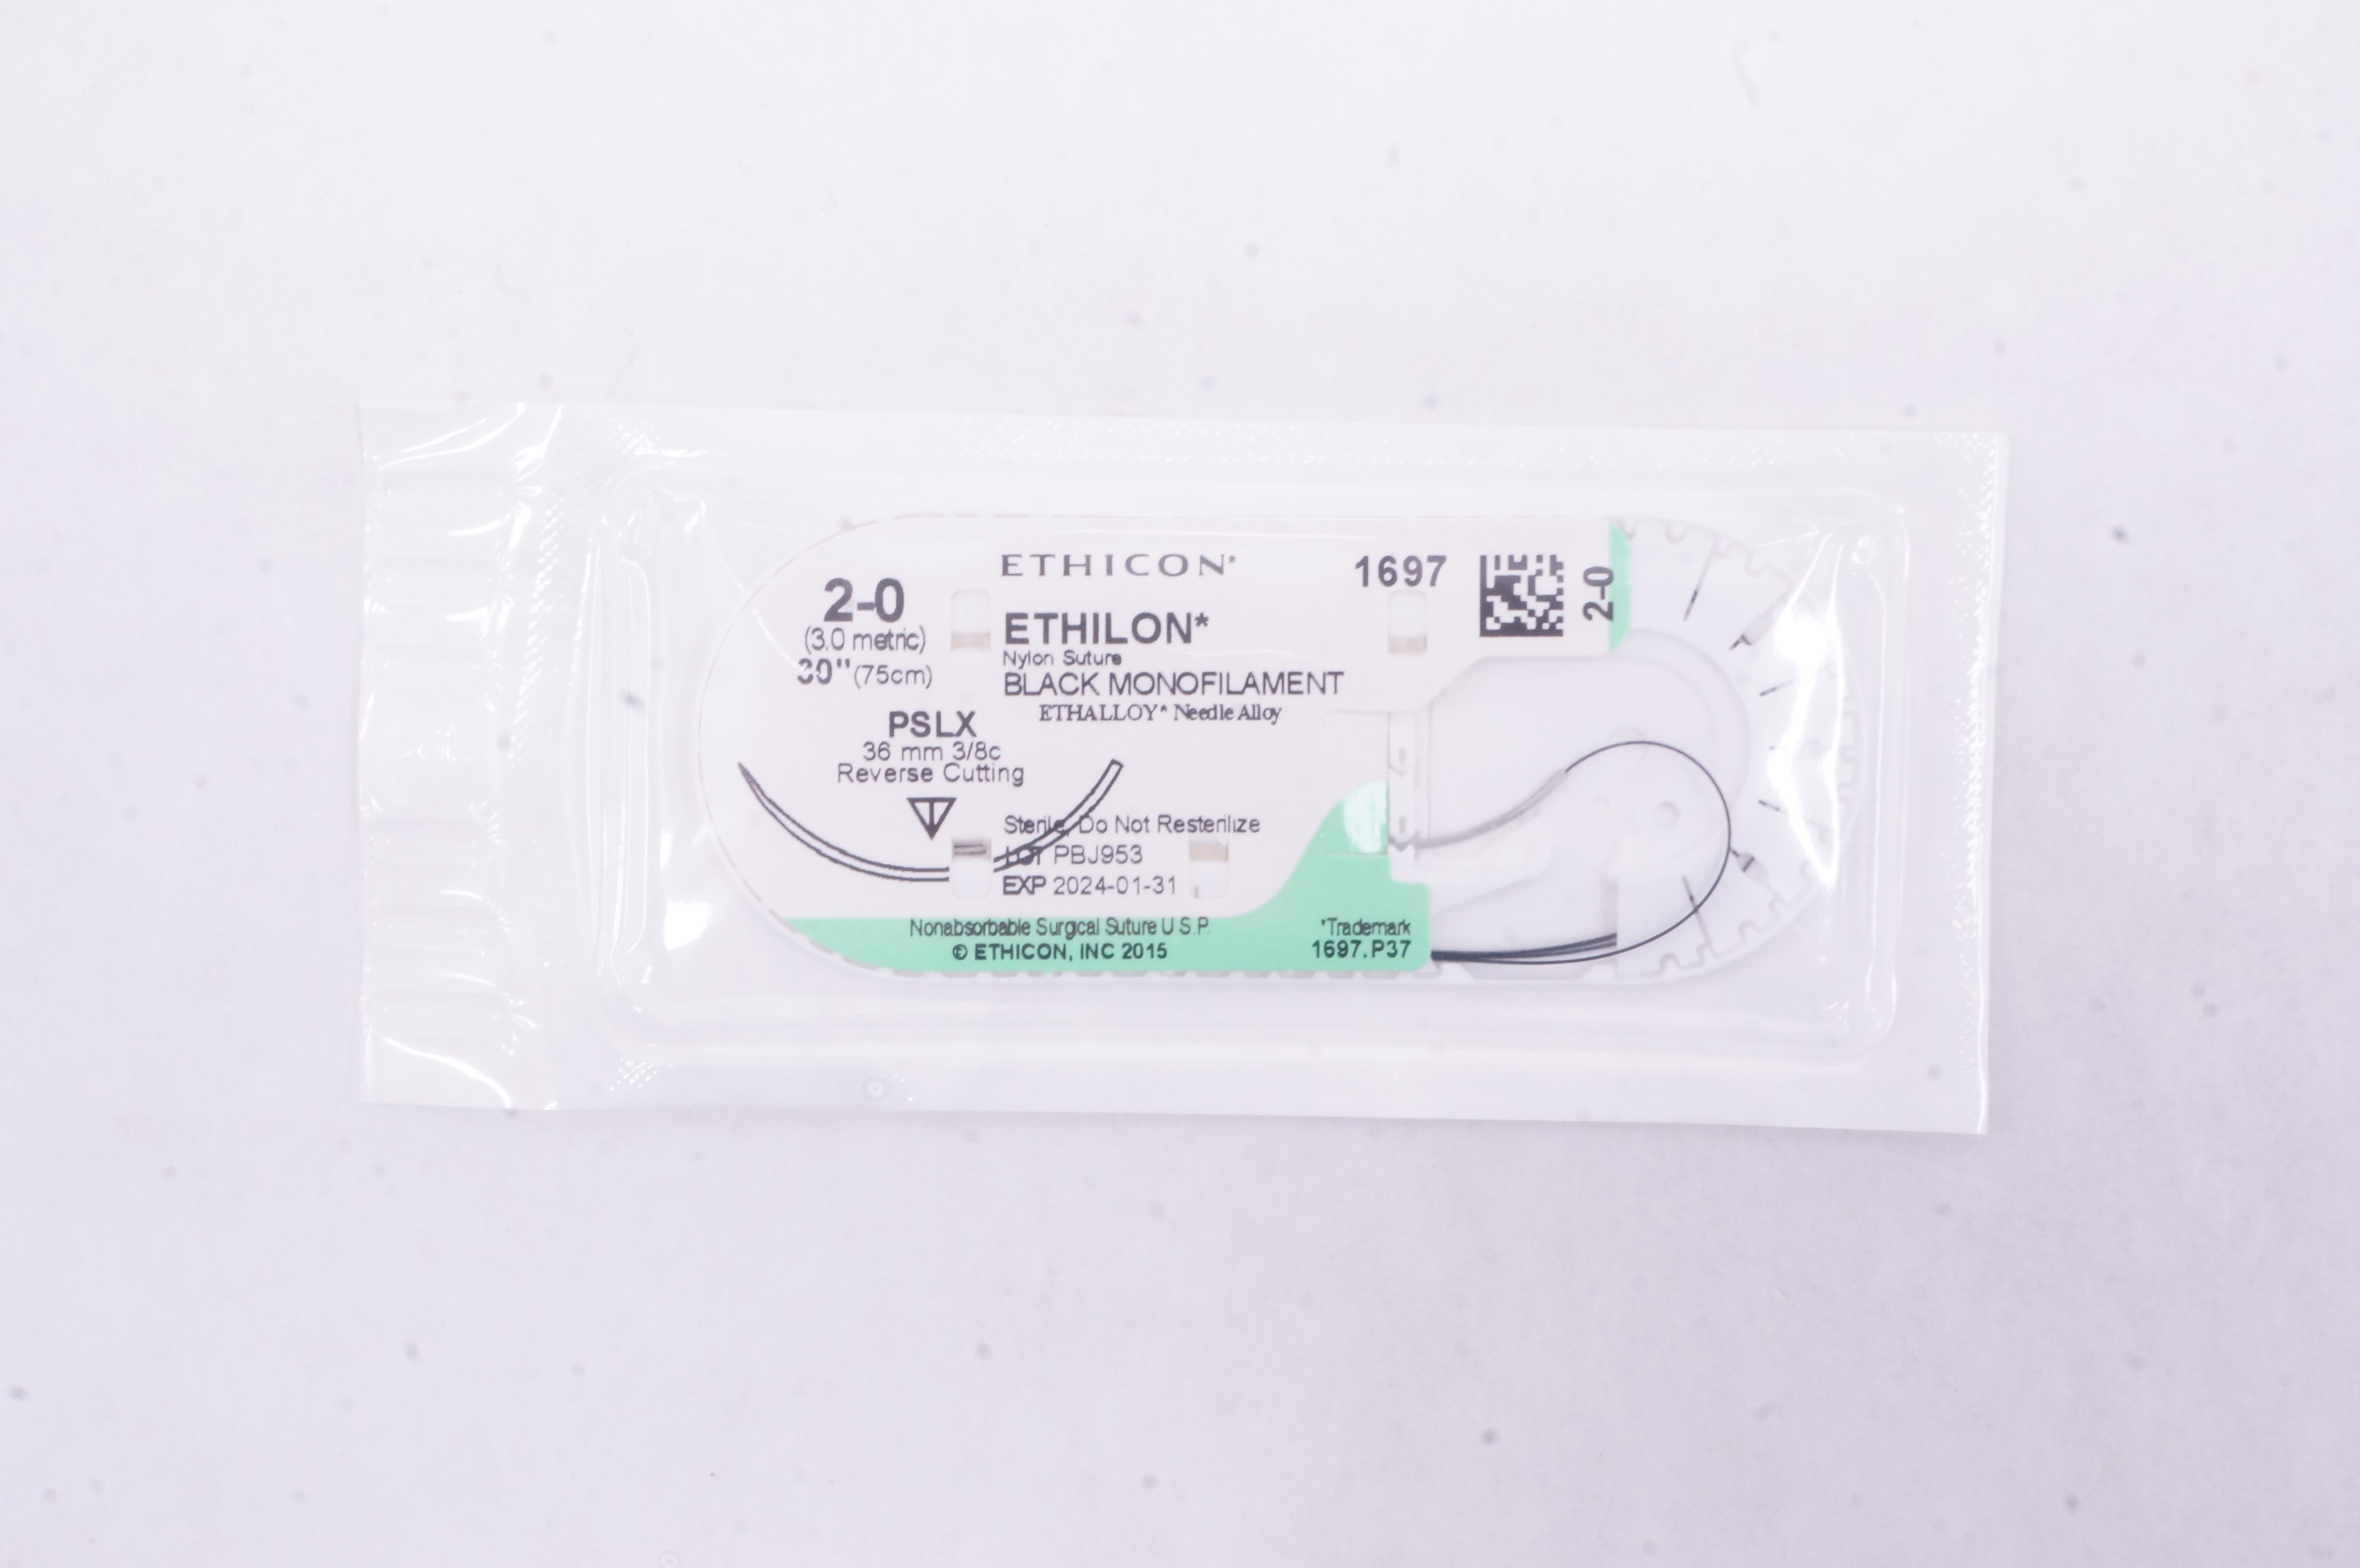 ETHICON*
1697
2-0
2-0
(3.0 metric)
30" (75cm)
ETHILON*
Nylon Suture
BLACK MONOFILAMENT
ETHALLOY* Needle Alloy
PSLX
36 mm 3/8c
Reverse Cutting
Sterile, Do Not Resterilize
LOT PBJ953
EXP 2024-01-31
Nonabsorbable Surgical Suture U.S.P.
© ETHICON, INC 2015
*Trademark
1697.P37